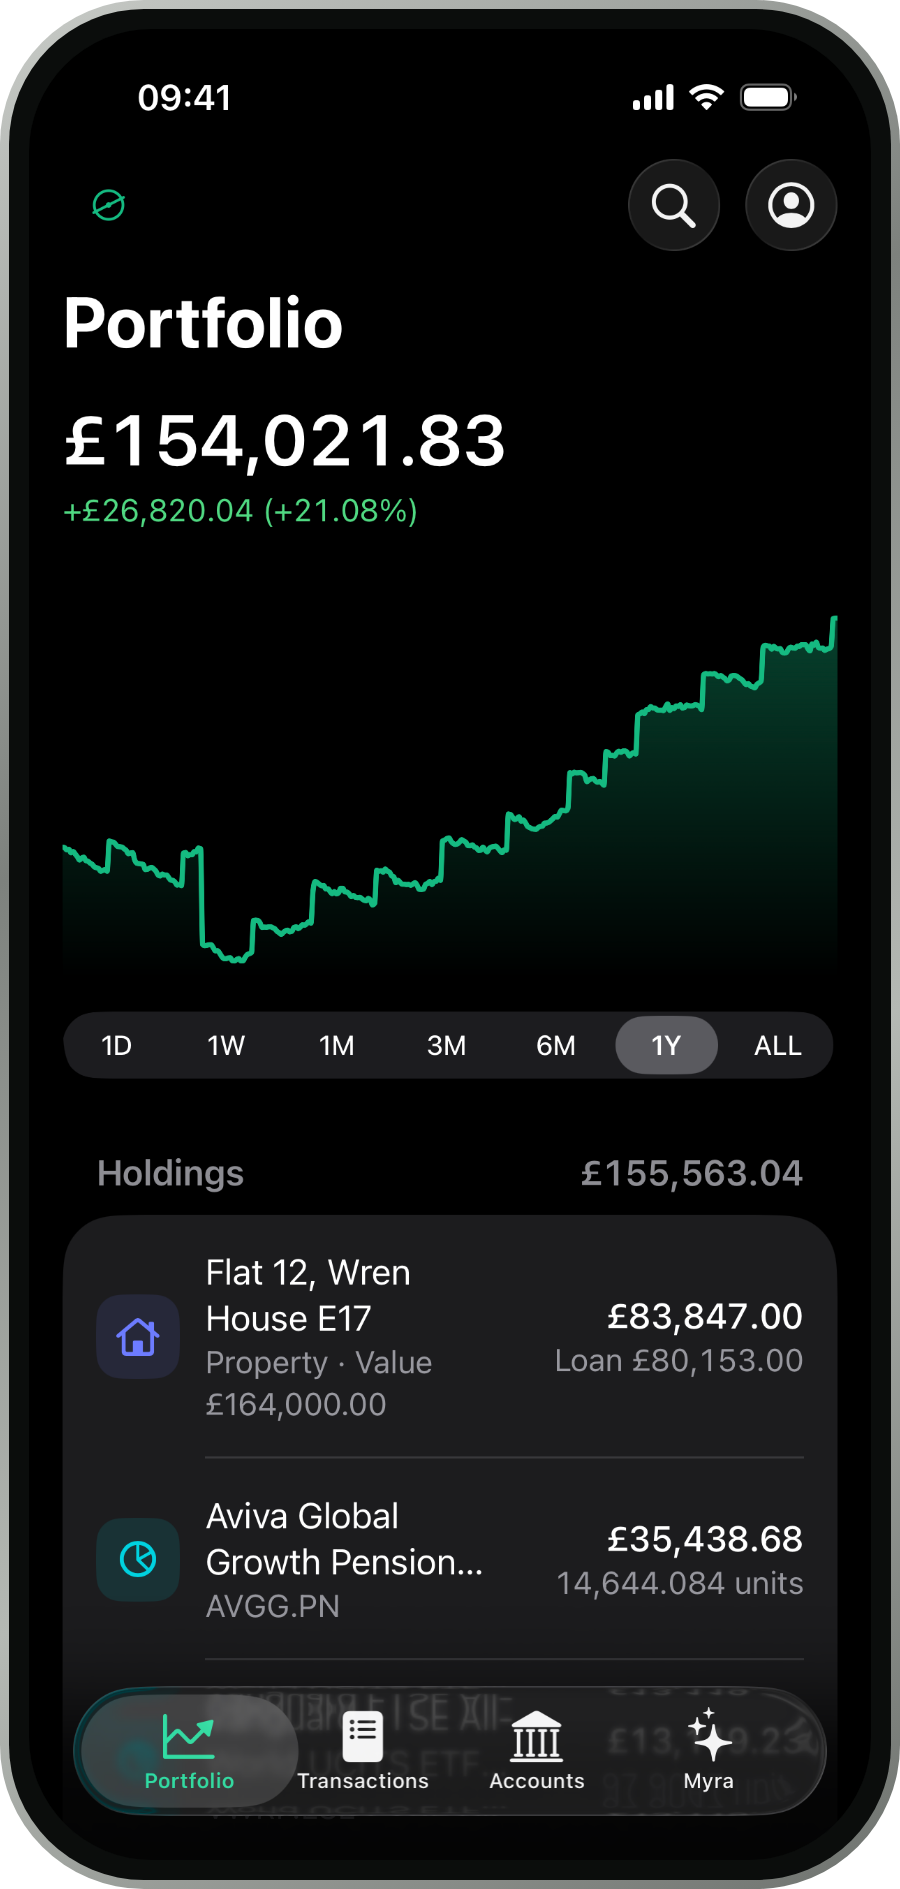 09:41
Portfolio
£154,021.83
+£26,820.04 (+21.08%)
1D 1W 1M 3M 6M 1Y ALL
Holdings £155,563.04
Flat 12, Wren
House E17
£83,847.00
Property · Value
£164,000.00
Loan £80,153.00
Aviva Global
Growth Pension...
£35,438.68
AVGG.PN
14,644.084 units
Portfolio Transactions Accounts Myra